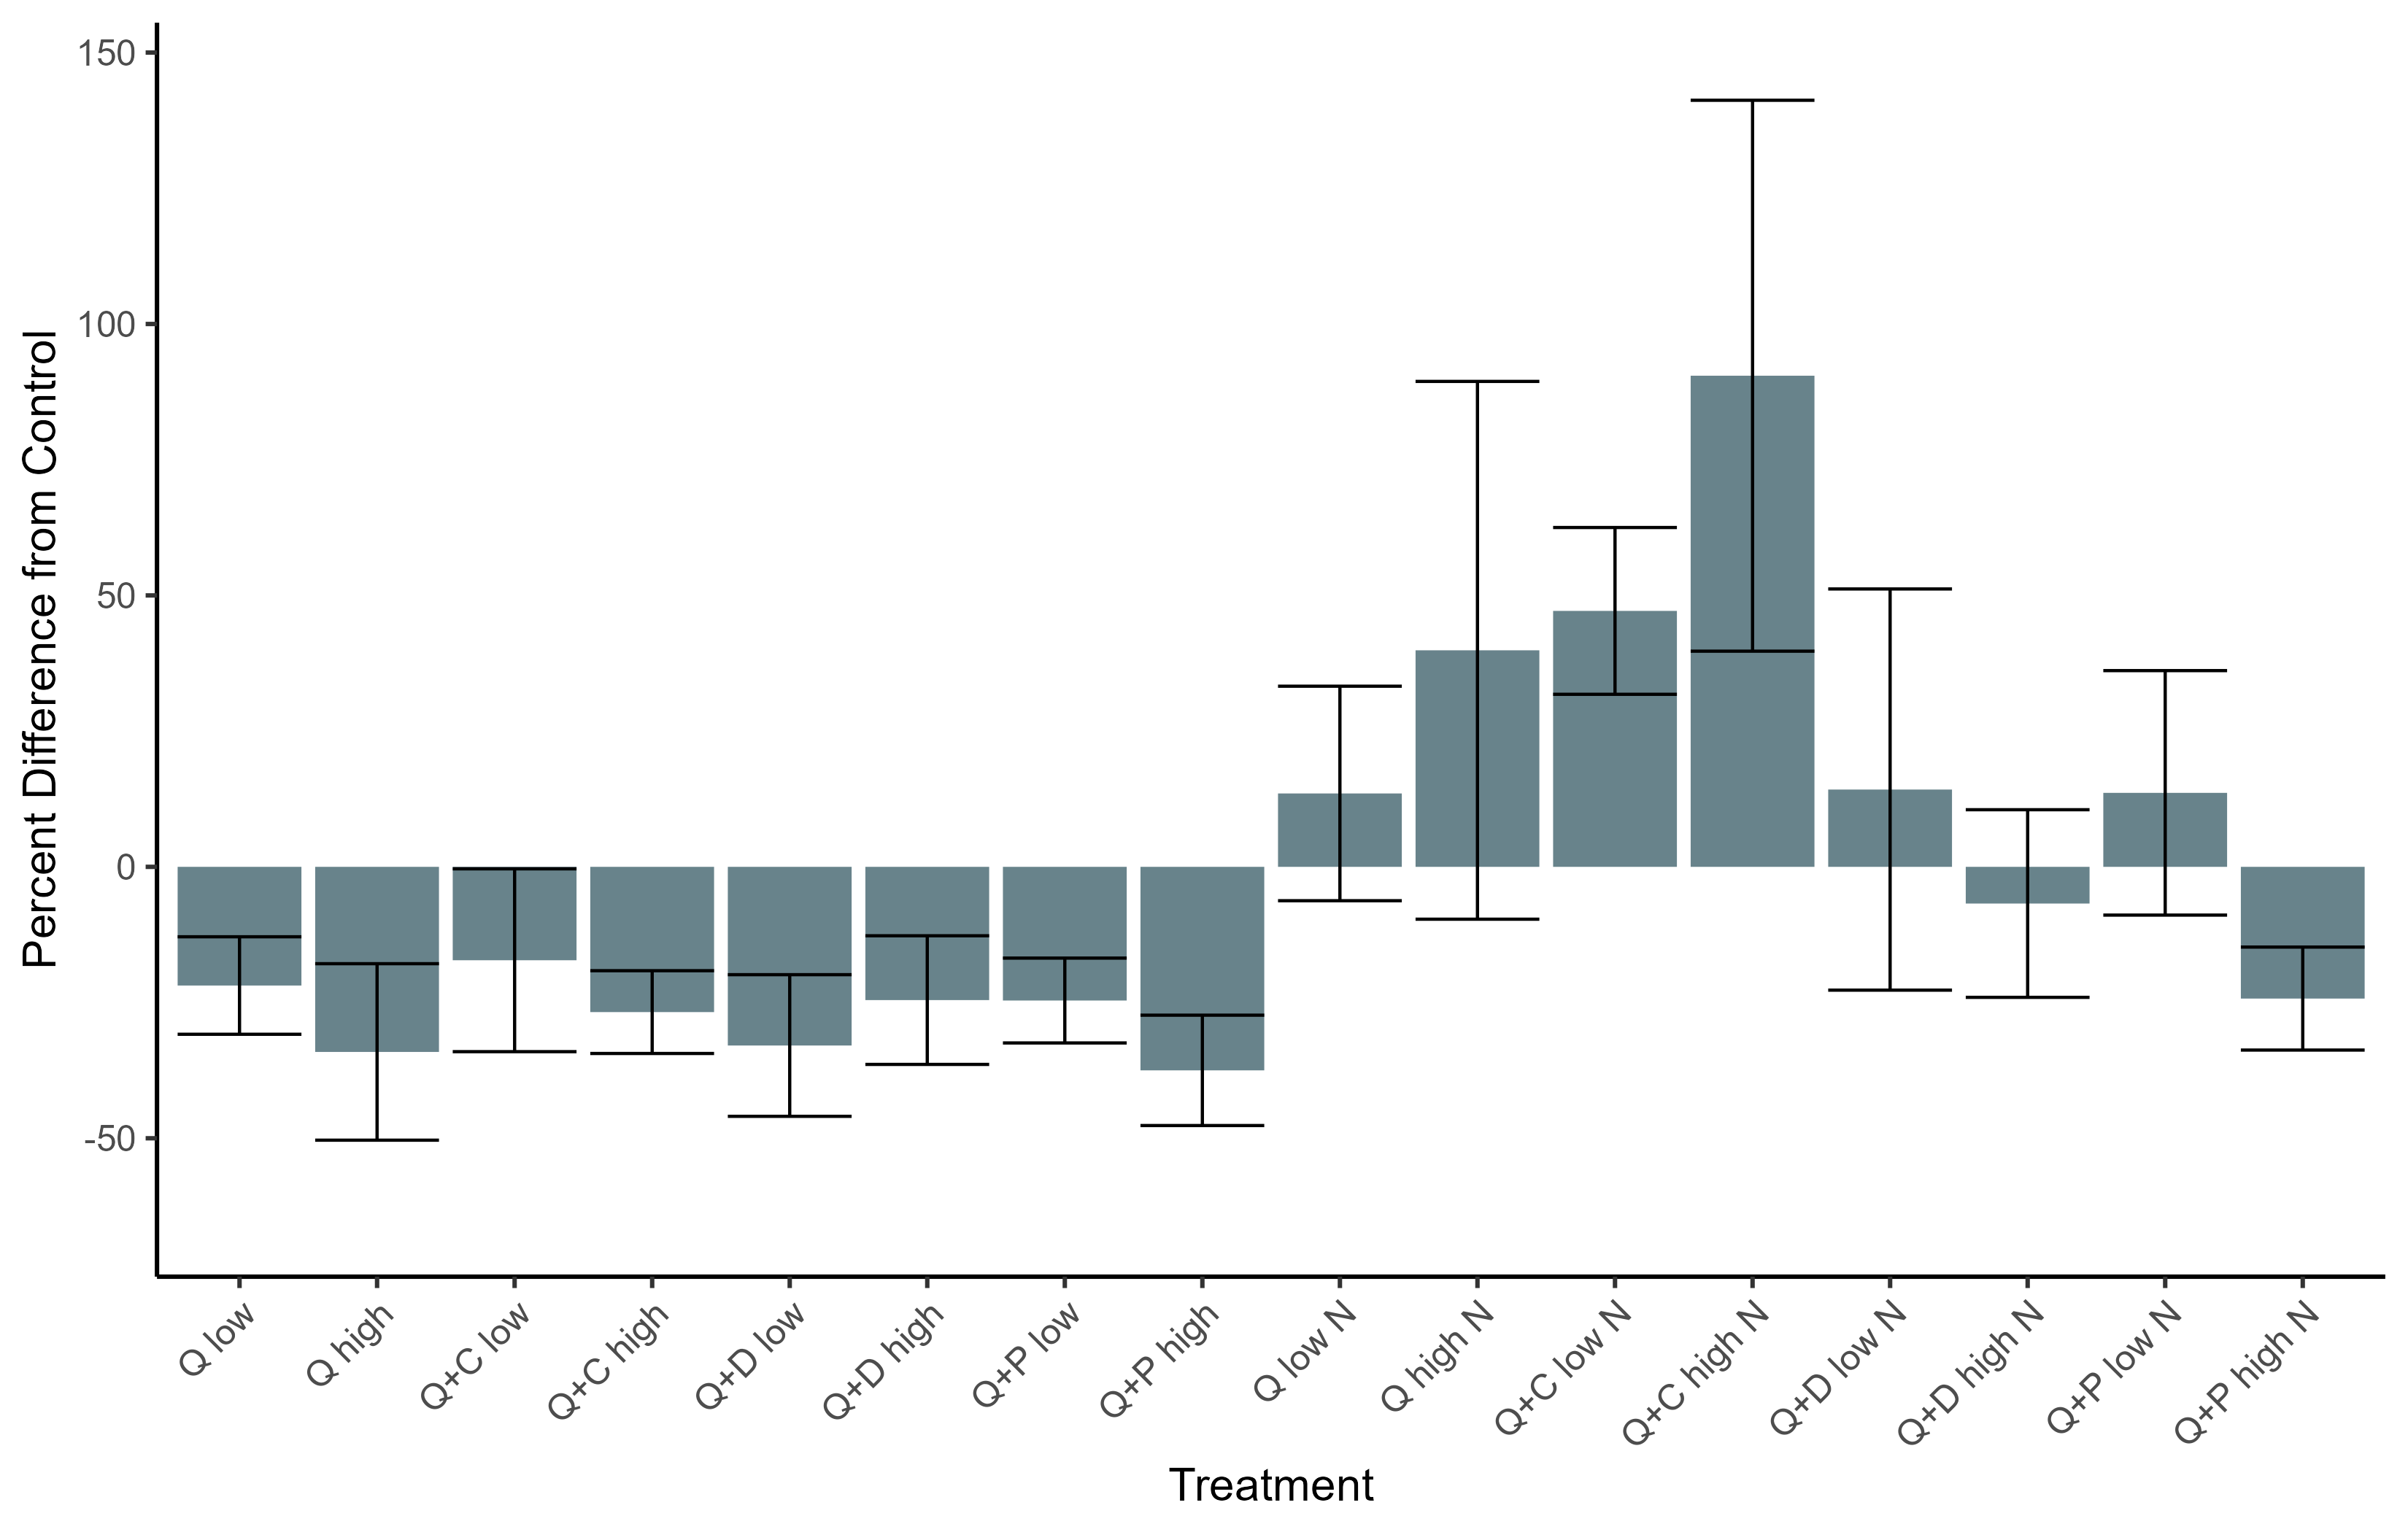 Percent Difference from Control
150
100
50
0
-50
Q low
Q high
Q+C low
Q+C high
Q+D low
Q+D high
Q+P low
Q+P high
Q low N
Q high N
Q+C low N
Q+C high N
Q+D low N
Q+D high N
Q+P low N
Q+P high N
Treatment